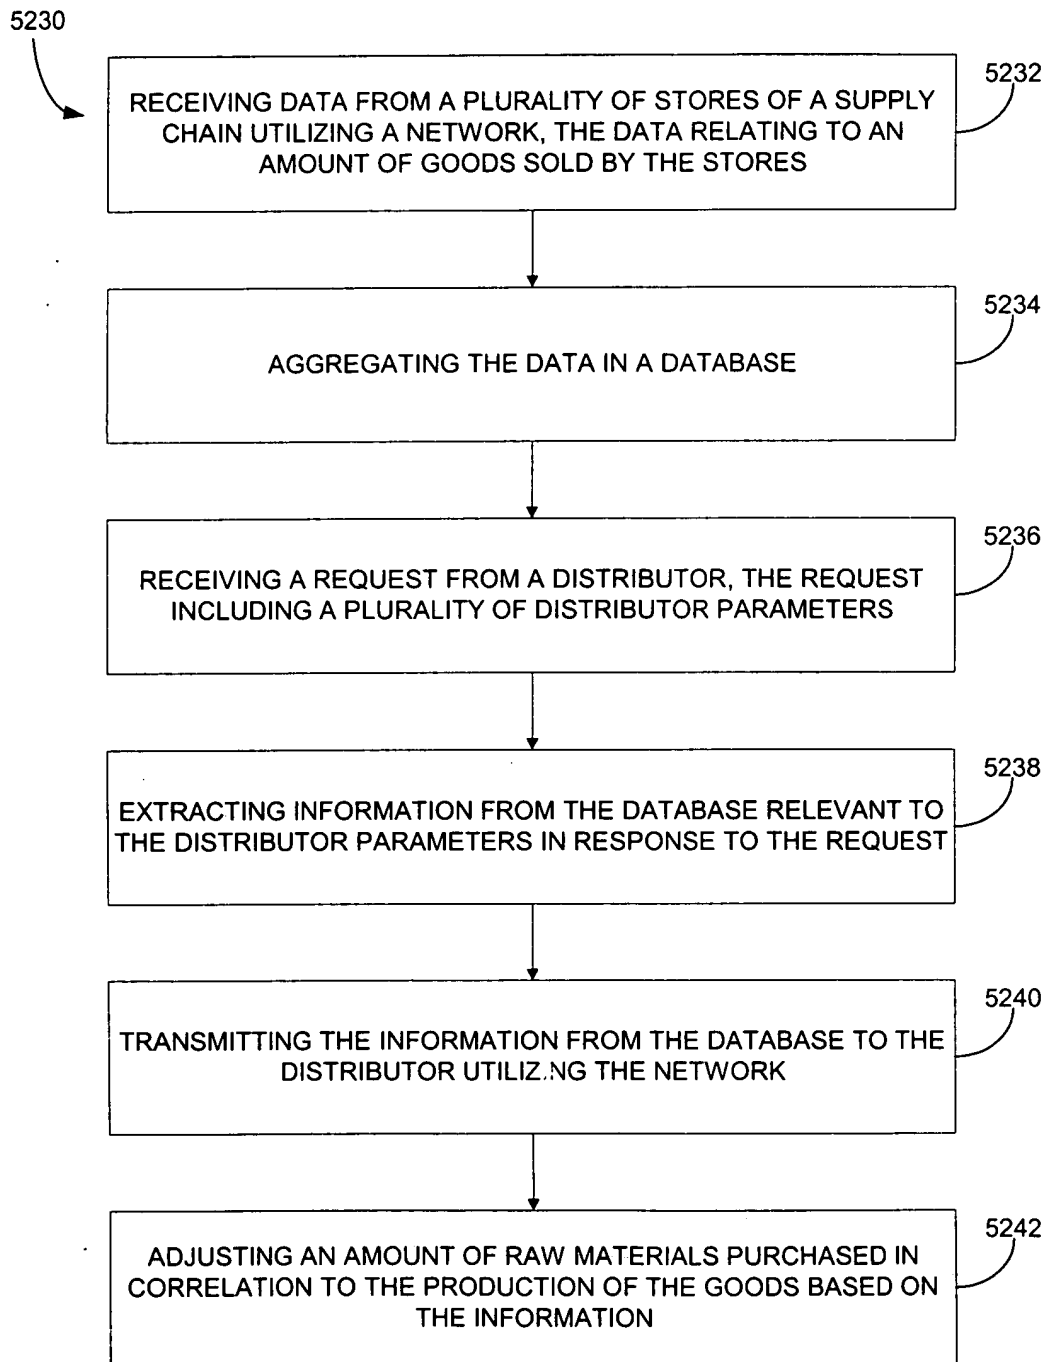 5230
5232
RECEIVING DATA FROM A PLURALITY OF STORES OF A SUPPLY
CHAIN UTILIZING A NETWORK, THE DATA RELATING TO AN
AMOUNT OF GOODS SOLD BY THE STORES
5234
AGGREGATING THE DATA IN A DATABASE
5236
RECEIVING A REQUEST FROM A DISTRIBUTOR, THE REQUEST
INCLUDING A PLURALITY OF DISTRIBUTOR PARAMETERS
5238
EXTRACTING INFORMATION FROM THE DATABASE RELEVANT TO
THE DISTRIBUTOR PARAMETERS IN RESPONSE TO THE REQUEST
5240
TRANSMITTING THE INFORMATION FROM THE DATABASE TO THE
DISTRIBUTOR UTILIZING THE NETWORK
5242
ADJUSTING AN AMOUNT OF RAW MATERIALS PURCHASED IN
CORRELATION TO THE PRODUCTION OF THE GOODS BASED ON
THE INFORMATION